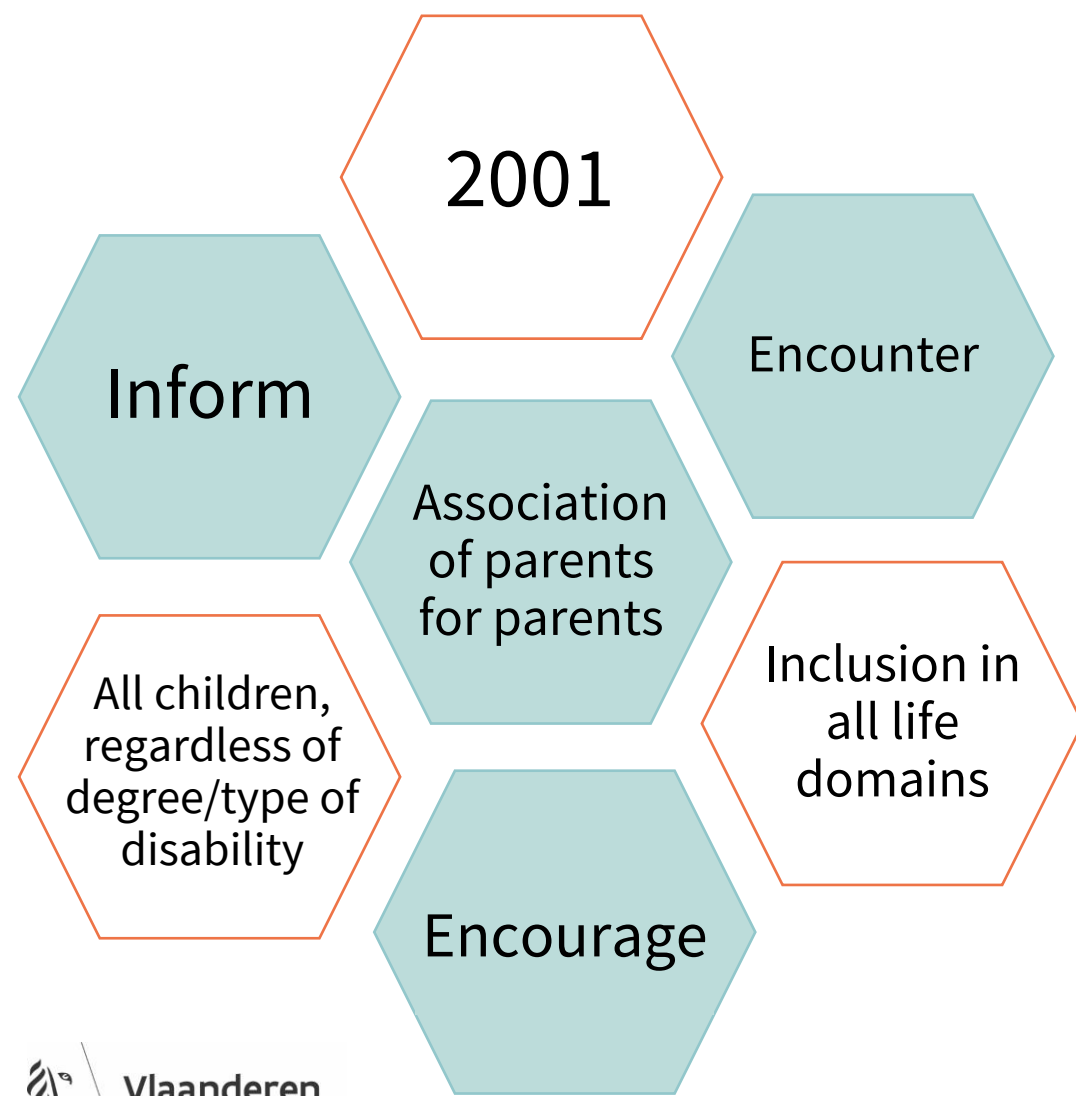 2001
Encounter
Inform
Association
of parents
for parents
Inclusion in
all life
domains
All children,
regardless of
degree/type of
disability
Encourage
Vlaanderen